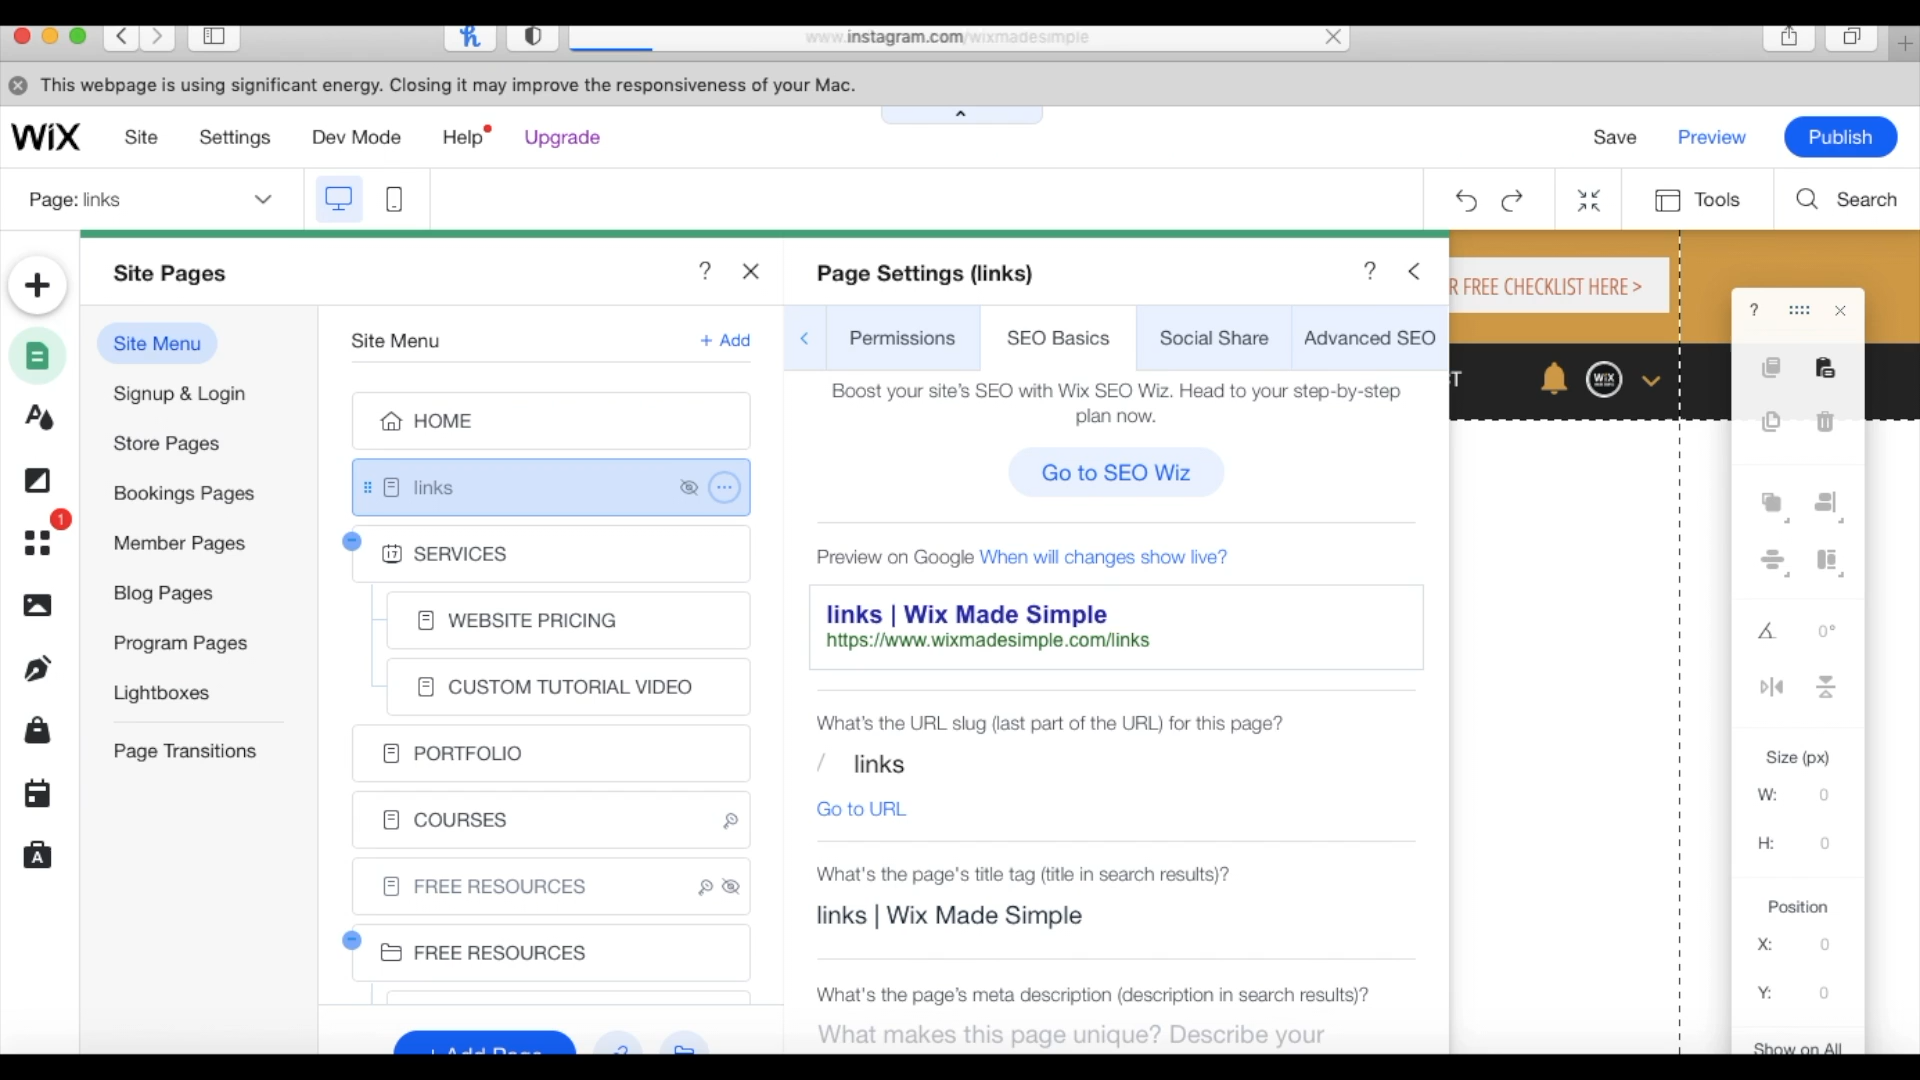 www.instagram.com/wixmadesimple
This webpage is using significant energy. Closing it may improve the responsiveness of your Mac.
WiX
Site
Settings
Dev Mode
Help
Upgrade
Save
Preview
Publish
Page: links
Tools
Search
Site Pages
?
Page Settings (links)
?
R FREE CHECKLIST HERE >
?
Site Menu
Signup & Login
Store Pages
Bookings Pages
Member Pages
Blog Pages
Program Pages
Lightboxes
Page Transitions
1
Site Menu
+ Add
HOME
links
17
SERVICES
WEBSITE PRICING
CUSTOM TUTORIAL VIDEO
PORTFOLIO
COURSES
FREE RESOURCES
FREE RESOURCES
+ Add Page
Permissions
SEO Basics
Social Share
Advanced SEO
Boost your site's SEO with Wix SEO Wiz. Head to your step-by-step
plan now.
Go to SEO Wiz
Preview on Google When will changes show live?
links | Wix Made Simple
https://www.wixmadesimple.com/links
What's the URL slug (last part of the URL) for this page?
/ links
Go to URL
What's the page's title tag (title in search results)?
links | Wix Made Simple
What's the page's meta description (description in search results)?
What makes this page unique? Describe your
WIX
0°
Size (px)
W: 0
H: 0
Position
X: 0
Y: 0
Show on All